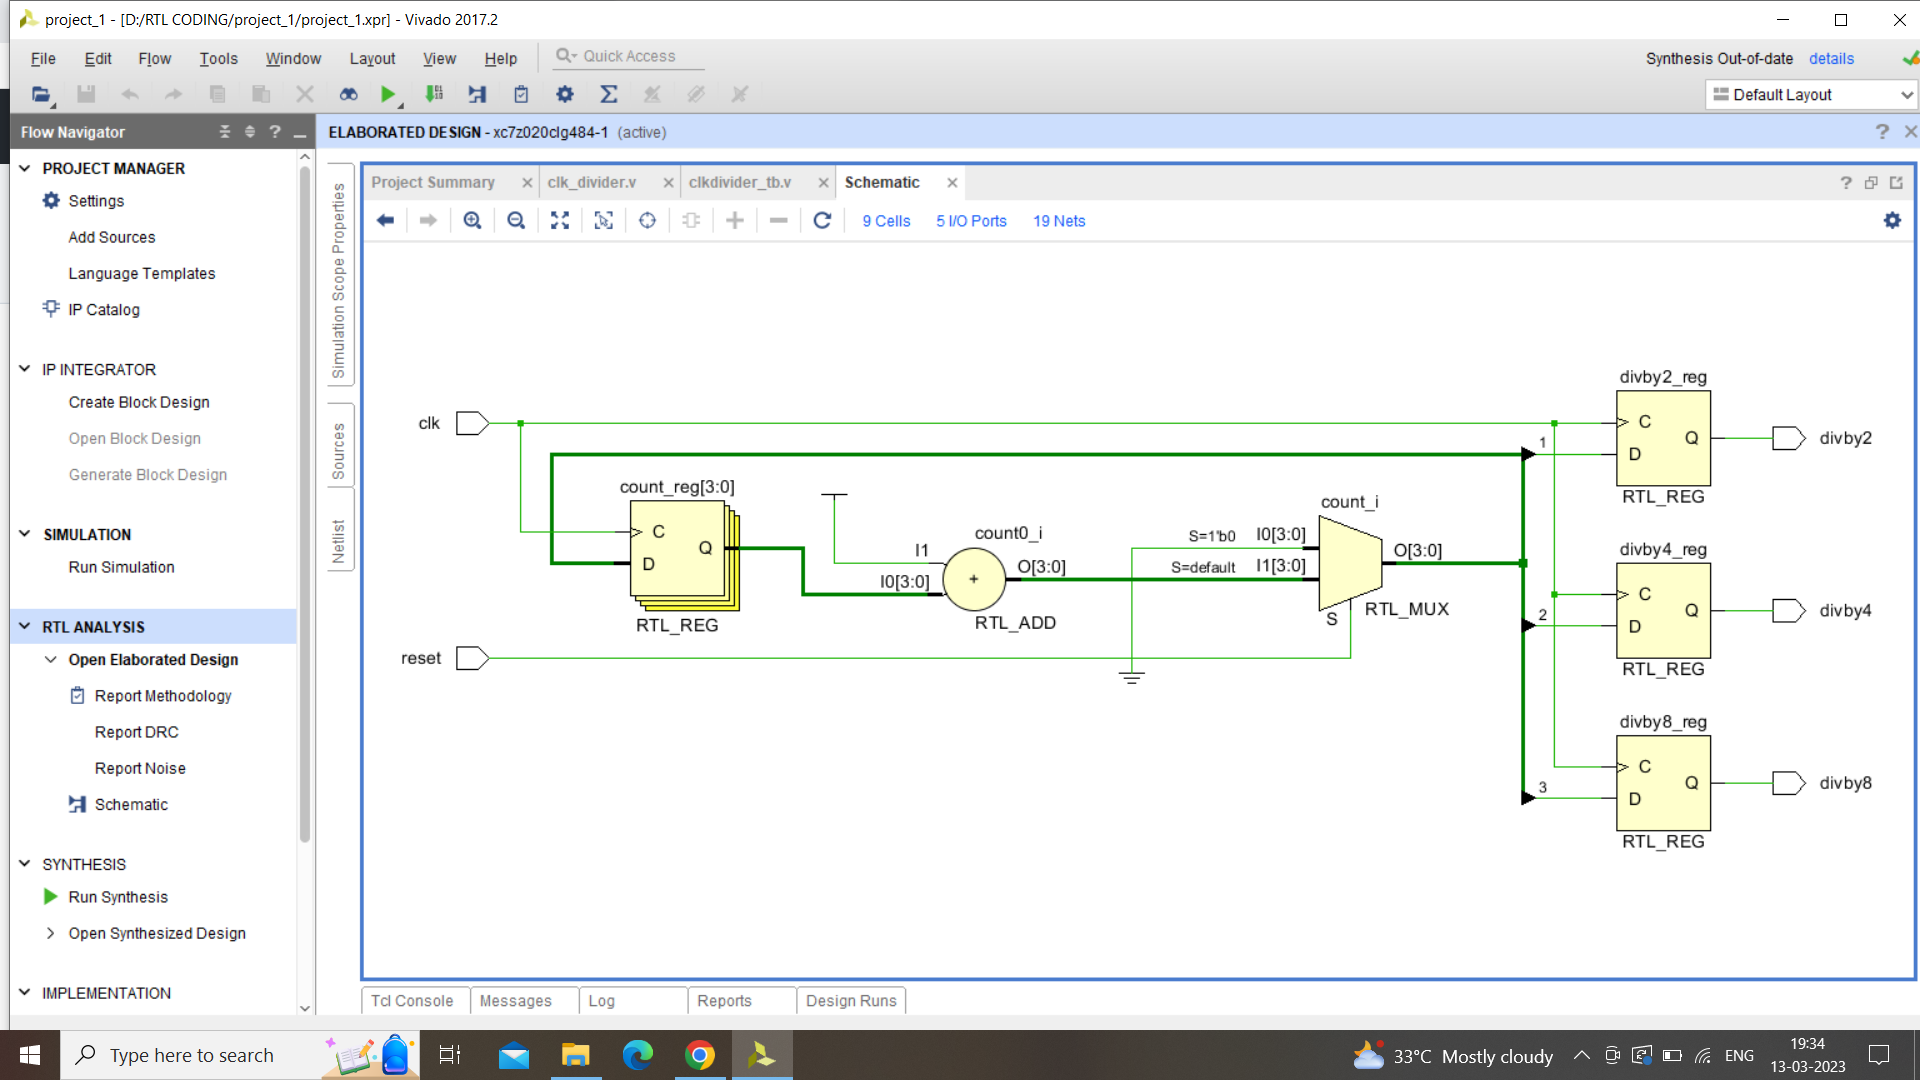 project_1 - [D:/RTL CODING/project_1/project_1.xpr] - Vivado 2017.2
File Edit Flow Tools Window Layout View Help Quick Access
Synthesis Out-of-date details
Default Layout
Flow Navigator
ELABORATED DESIGN - xc7z020clg484-1 (active)
PROJECT MANAGER
Settings
Add Sources
Language Templates
IP Catalog
IP INTEGRATOR
Create Block Design
Open Block Design
Generate Block Design
SIMULATION
Run Simulation
RTL ANALYSIS
Open Elaborated Design
Report Methodology
Report DRC
Report Noise
Schematic
SYNTHESIS
Run Synthesis
Open Synthesized Design
IMPLEMENTATION
Simulation Scope Properties
Sources
Netlist
Project Summary
clk_divider.v
clkdivider_tb.v
Schematic
9 Cells 5 I/O Ports 19 Nets
clk
reset
count_reg[3:0]
C
D
Q
RTL_REG
count0_i
I1
I0[3:0]
+
O[3:0]
RTL_ADD
count_i
S=1'b0 I0[3:0]
S=default I1[3:0]
O[3:0]
S
RTL_MUX
divby2_reg
1
C
D
Q
RTL_REG
divby2
divby4_reg
2
C
D
Q
RTL_REG
divby4
divby8_reg
3
C
D
Q
RTL_REG
divby8
Tcl Console Messages Log Reports Design Runs
Type here to search
33°C Mostly cloudy
ENG
19:34
13-03-2023